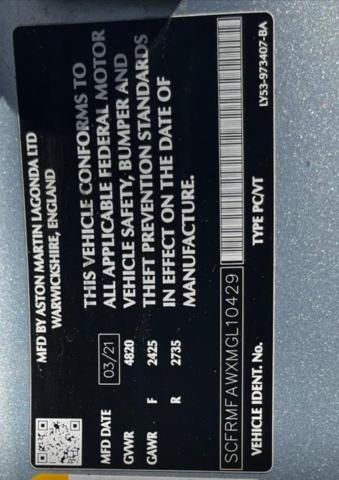 MFD BY ASTON MARTIN LAGONDA LTD
WARWICKSHIRE, ENGLAND
THIS VEHICLE CONFORMS TO
ALL APPLICABLE FEDERAL MOTOR
VEHICLE SAFETY, BUMPER AND
THEFT PREVENTION STANDARDS
IN EFFECT ON THE DATE OF
MANUFACTURE.
MFD DATE 03/21
GVWR 4820
GAWR F 2425
R 2735
SCFRMFAWXMGL10429
VEHICLE IDENT. No. TYPE PC/VT
LY53-973407-BA